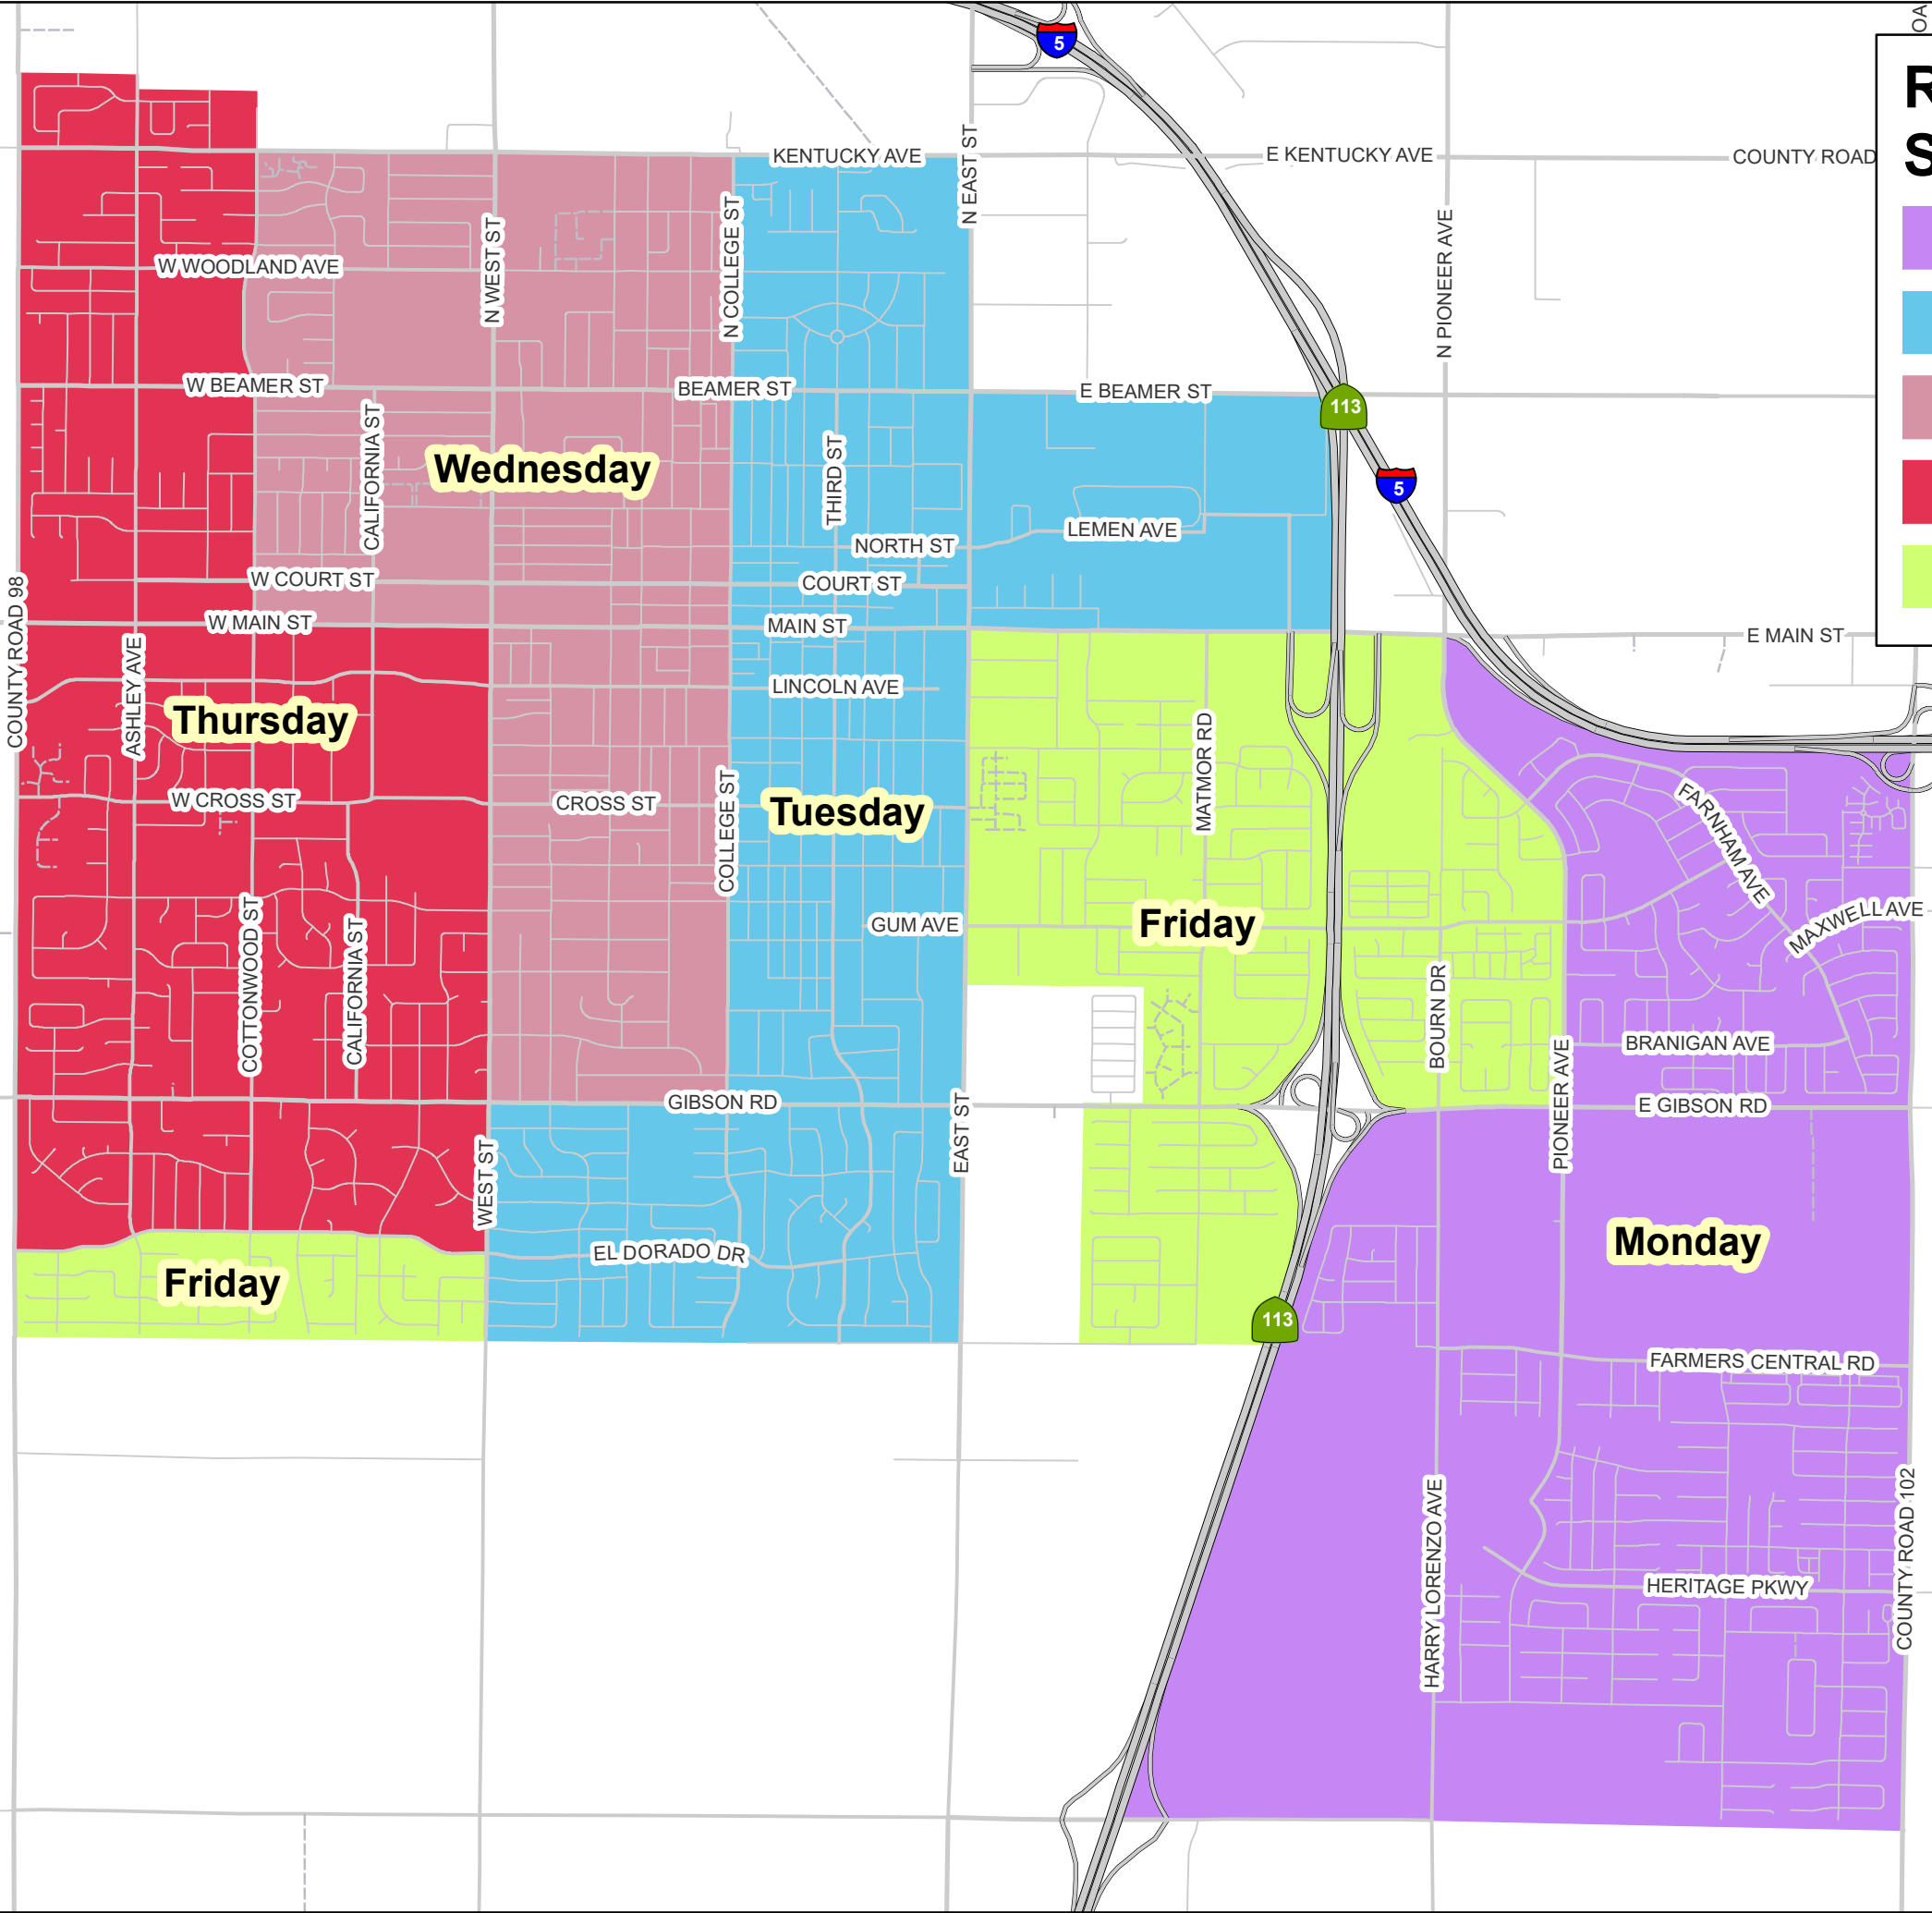 OA
5
R
S
KENTUCKY AVE
E KENTUCKY AVE
COUNTY ROAD
N EAST ST
N COLLEGE ST
N WEST ST
N PIONEER AVE
W WOODLAND AVE
W BEAMER ST
BEAMER ST
E BEAMER ST
113
CALIFORNIA ST
Wednesday
THIRD ST
5
LEMEN AVE
NORTH ST
W COURT ST
COURT ST
COUNTY ROAD 98
W MAIN ST
MAIN ST
E MAIN ST
ASHLEY AVE
LINCOLN AVE
Thursday
MATMOR RD
W CROSS ST
CROSS ST
COLLEGE ST
Tuesday
FARNHAM AVE
MAXWELL AVE
GUM AVE
Friday
COTTONWOOD ST
CALIFORNIA ST
BOURN DR
BRANIGAN AVE
PIONEER AVE
GIBSON RD
E GIBSON RD
EAST ST
WEST ST
EL DORADO DR
Monday
Friday
113
FARMERS CENTRAL RD
HARRY LORENZO AVE
COUNTY ROAD 102
HERITAGE PKWY